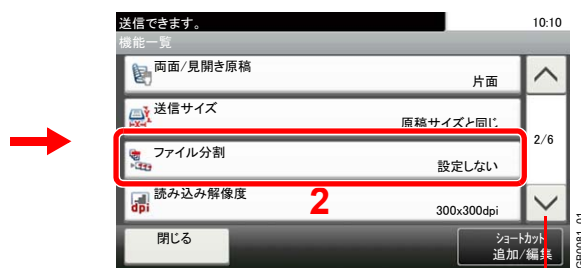 送信できます。 10:10
機能一覧
両面/見開き原稿
片面
送信サイズ
原稿サイズと同じ
2/6
ファイル分割
設定しない
読み込み解像度
dpi
2
300x300dpi
閉じる
ショートカット
追加/編集